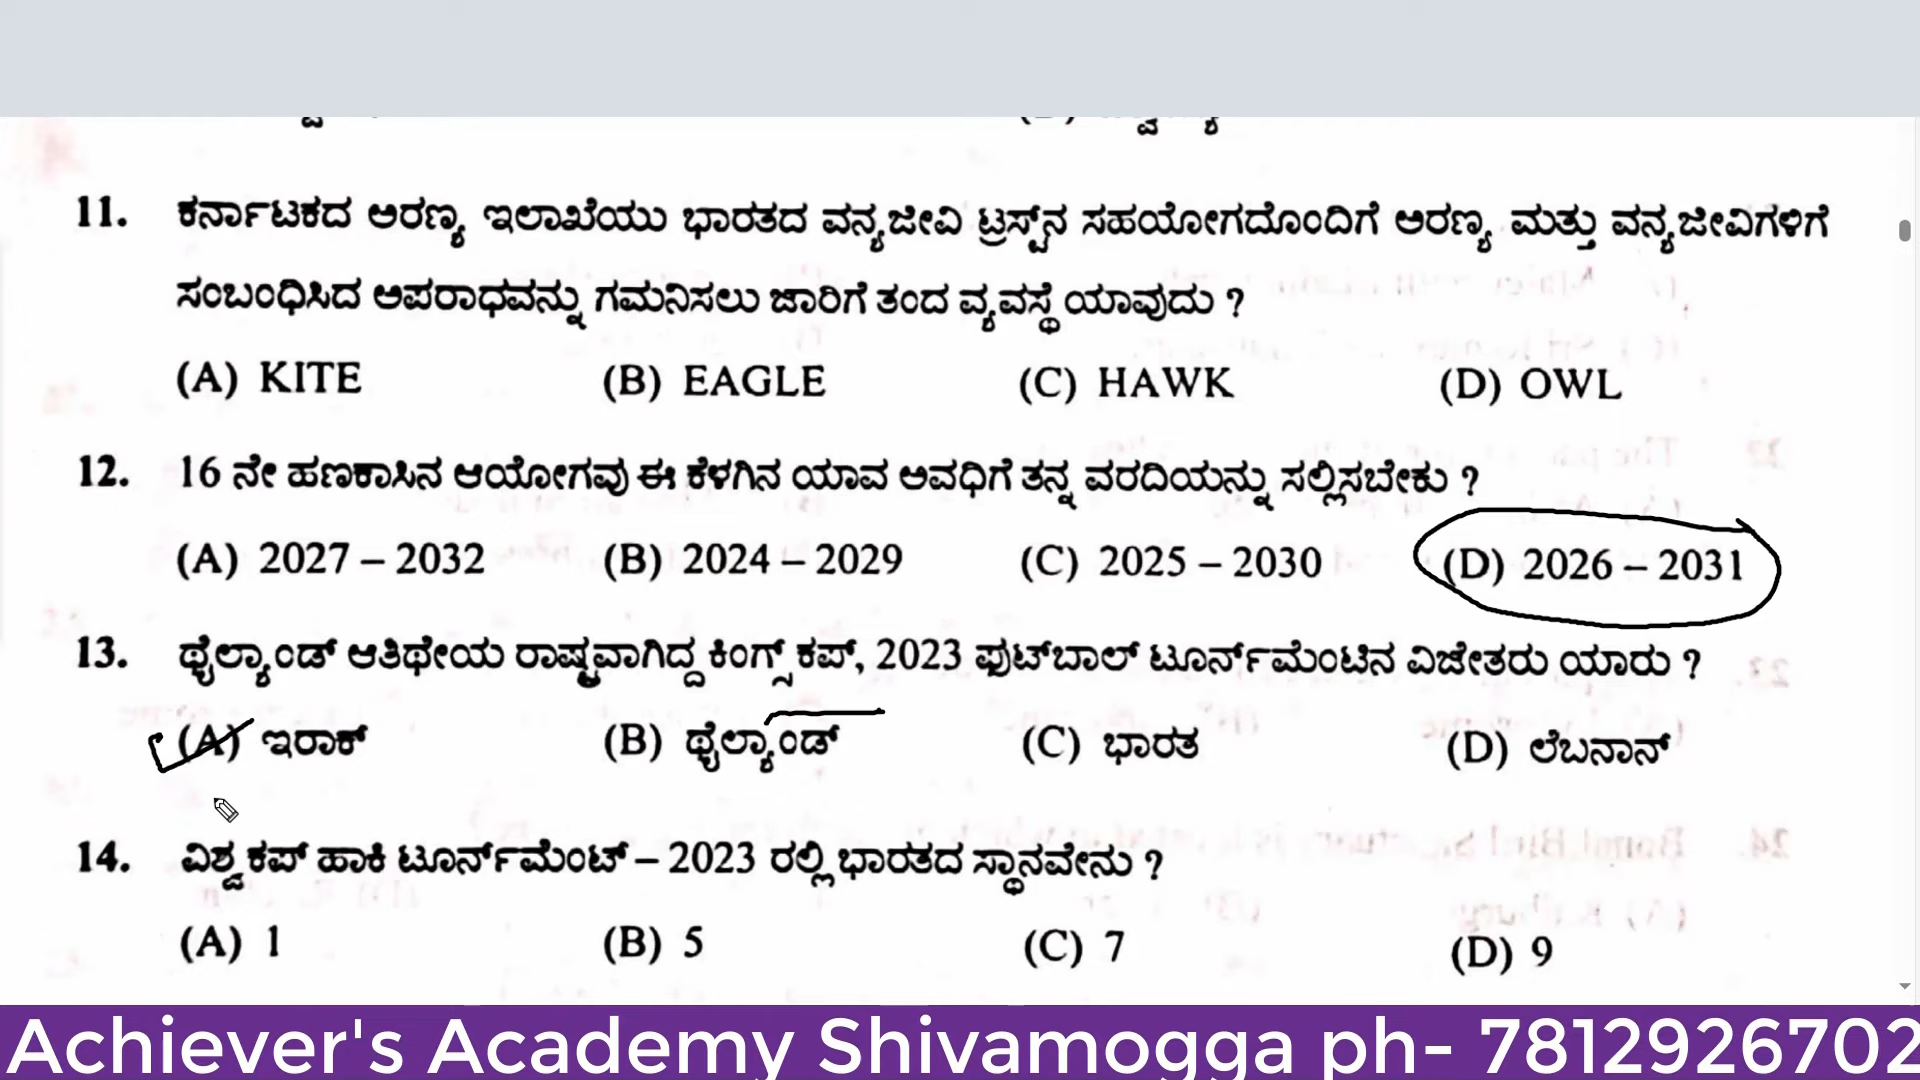 11. ಕರ್ನಾಟಕದ ಅರಣ್ಯ ಇಲಾಖೆಯು ಭಾರತದ ವನ್ಯಜೀವಿ ಟ್ರಸ್ಟ್‌ನ ಸಹಯೋಗದೊಂದಿಗೆ ಅರಣ್ಯ ಮತ್ತು ವನ್ಯಜೀವಿಗಳಿಗೆ
ಸಂಬಂಧಿಸಿದ ಅಪರಾಧವನ್ನು ಗಮನಿಸಲು ಜಾರಿಗೆ ತಂದ ವ್ಯವಸ್ಥೆ ಯಾವುದು ?
(A) KITE (B) EAGLE (C) HAWK (D) OWL
12. 16 ನೇ ಹಣಕಾಸಿನ ಆಯೋಗವು ಈ ಕೆಳಗಿನ ಯಾವ ಅವಧಿಗೆ ತನ್ನ ವರದಿಯನ್ನು ಸಲ್ಲಿಸಬೇಕು ?
(A) 2027 – 2032 (B) 2024 – 2029 (C) 2025 – 2030 (D) 2026 – 2031
13. ಥೈಲ್ಯಾಂಡ್ ಆತಿಥೇಯ ರಾಷ್ಟ್ರವಾಗಿದ್ದ ಕಿಂಗ್ಸ್ ಕಪ್, 2023 ಫುಟ್‌ಬಾಲ್ ಟೂರ್ನ್‌ಮೆಂಟಿನ ವಿಜೇತರು ಯಾರು ?
(A) ಇರಾಕ್ (B) ಥೈಲ್ಯಾಂಡ್ (C) ಭಾರತ (D) ಲೆಬನಾನ್
14. ವಿಶ್ವಕಪ್ ಹಾಕಿ ಟೂರ್ನ್‌ಮೆಂಟ್ – 2023 ರಲ್ಲಿ ಭಾರತದ ಸ್ಥಾನವೇನು ?
(A) 1 (B) 5 (C) 7 (D) 9
Achiever's Academy Shivamogga ph- 7812926702